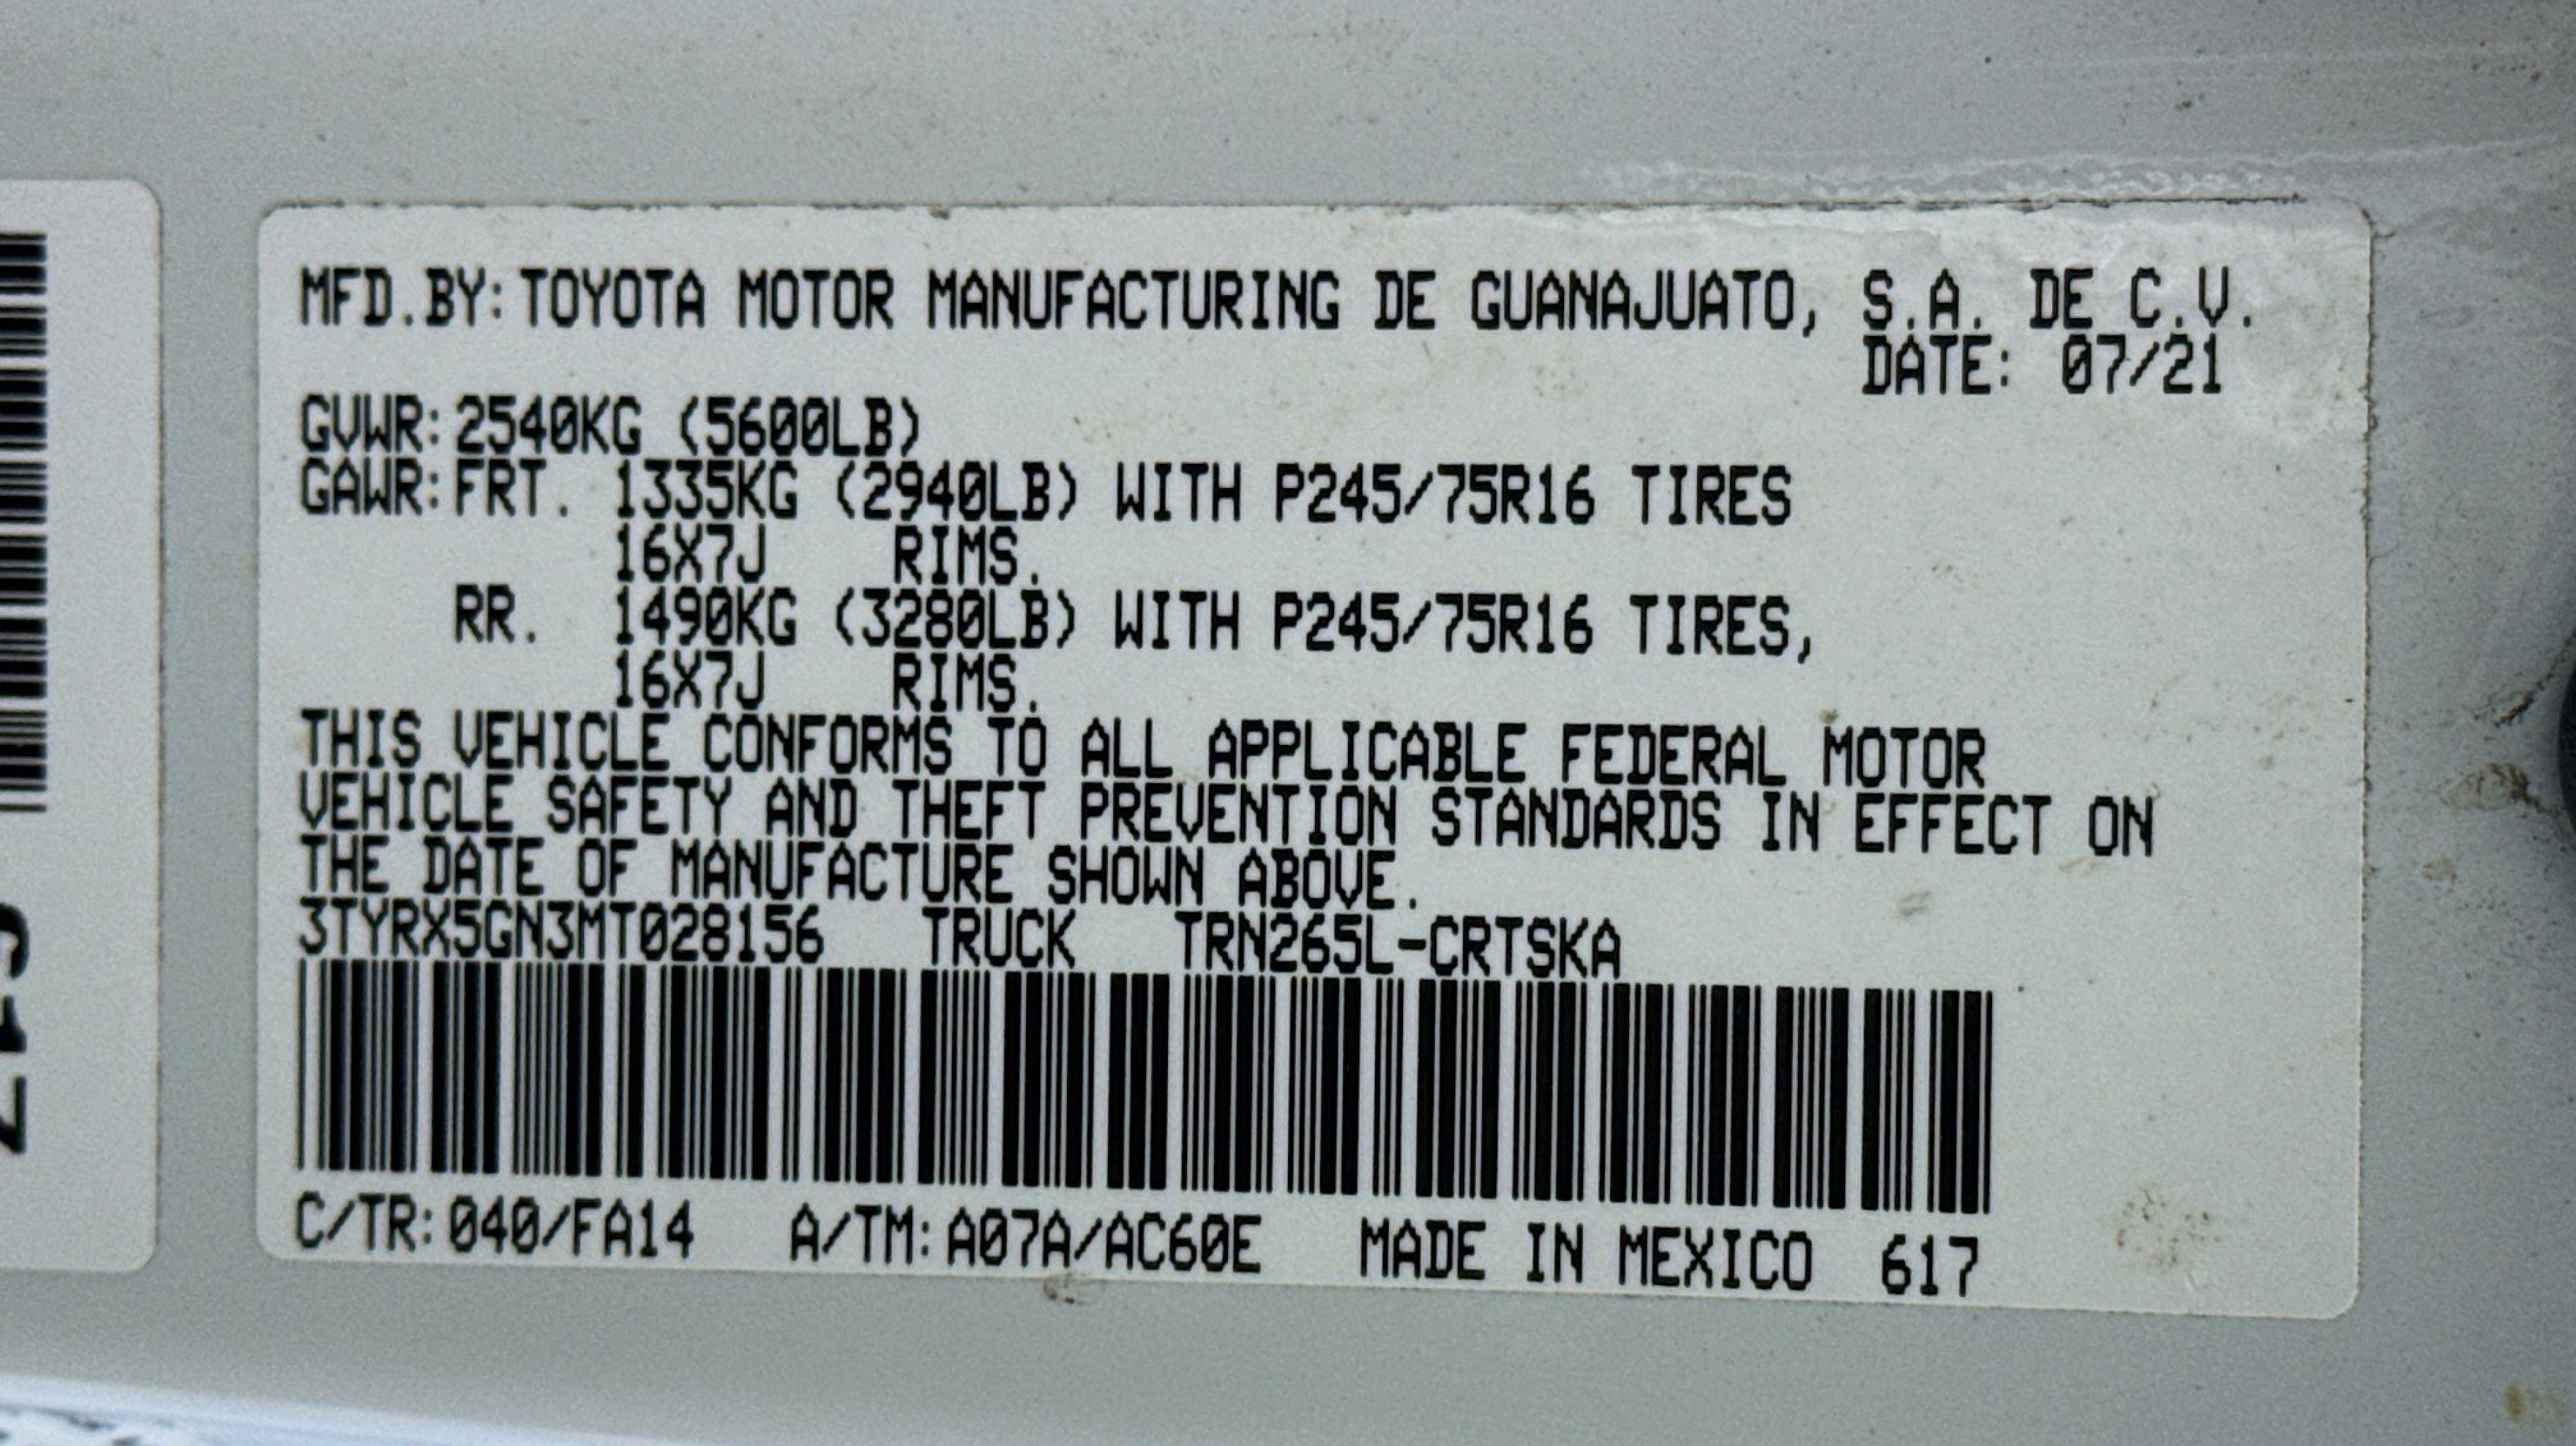 MFD.BY:TOYOTA MOTOR MANUFACTURING DE GUANAJUATO, S.A. DE C.V.
DATE: 07/21
GVWR:2540KG (5600LB)
GAWR:FRT. 1335KG (2940LB) WITH P245/75R16 TIRES
16X7J RIMS.
RR. 1490KG (3280LB) WITH P245/75R16 TIRES,
16X7J RIMS.
THIS VEHICLE CONFORMS TO ALL APPLICABLE FEDERAL MOTOR
VEHICLE SAFETY AND THEFT PREVENTION STANDARDS IN EFFECT ON
THE DATE OF MANUFACTURE SHOWN ABOVE.
3TYRX5GN3MT028156 TRUCK TRN265L-CRTSKA
C/TR:040/FA14 A/TM:A07A/AC60E MADE IN MEXICO 617